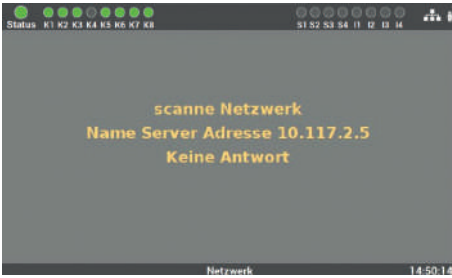 Status K1 K2 K3 K4 K5 K6 K7 K8 S1 S2 S3 S4 I1 I2 I3 I4
scanne Netzwerk
Name Server Adresse 10.117.2.5
Keine Antwort
Netzwerk 14:50:14